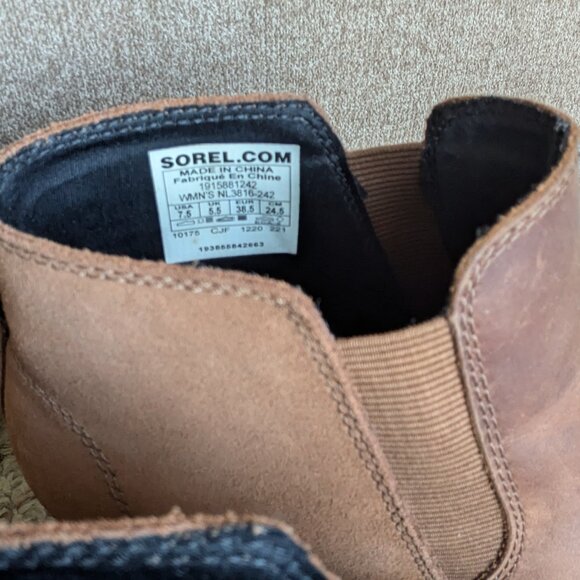 SOREL.COM
MADE IN CHINA
Fabriqué En Chine
1915881242
WMN'S NL3816-242
USA UK EUR CM
7.5 5.5 38.5 24.5
10175 CJF 1220 221
193855642663